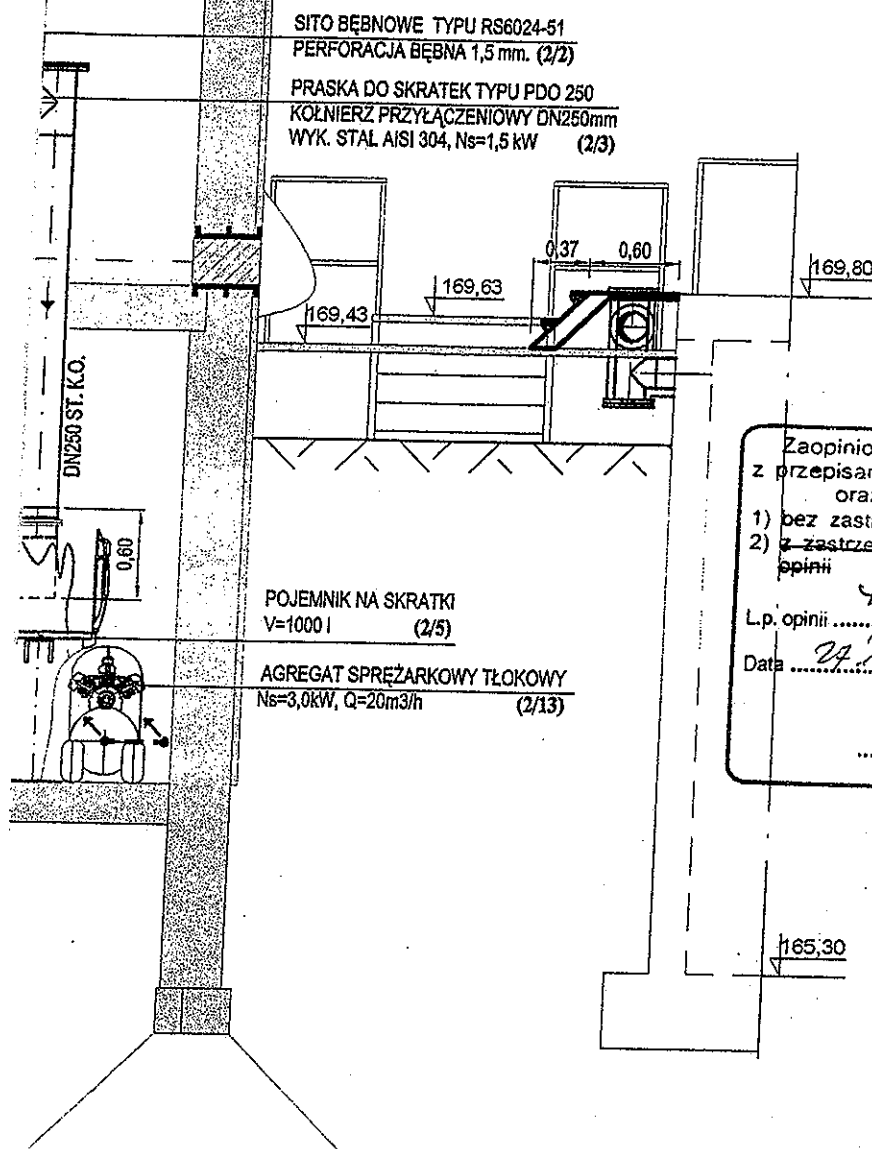 SITO BĘBNOWE TYPU RS6024-51
PERFORACJA BĘBNA 1,5 mm. (2/2)
PRASKA DO SKRATEK TYPU PDO 250
KOŁNIERZ PRZYŁĄCZENIOWY DN250mm
WYK. STAL AISI 304, Ns=1,5 kW (2/3)
0,37
0,60
169,80
169,63
169,43
DN250 ST. K.O.
0,60
Zaopinio
z przepisam
oraz
1) bez zastr
2) z zastrze
opinii
L.p. opinii
Data
POJEMNIK NA SKRATKI
V=1000 l (2/5)
AGREGAT SPRĘŻARKOWY TŁOKOWY
Ns=3,0kW, Q=20m3/h (2/13)
165,30